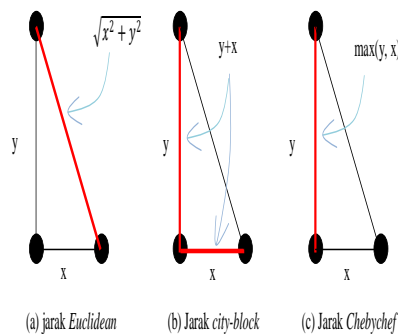 √x² + y²
y
x
(a) jarak Euclidean
y+x
y
x
(b) Jarak city-block
max(y, x)
y
x
(c) Jarak Chebychef